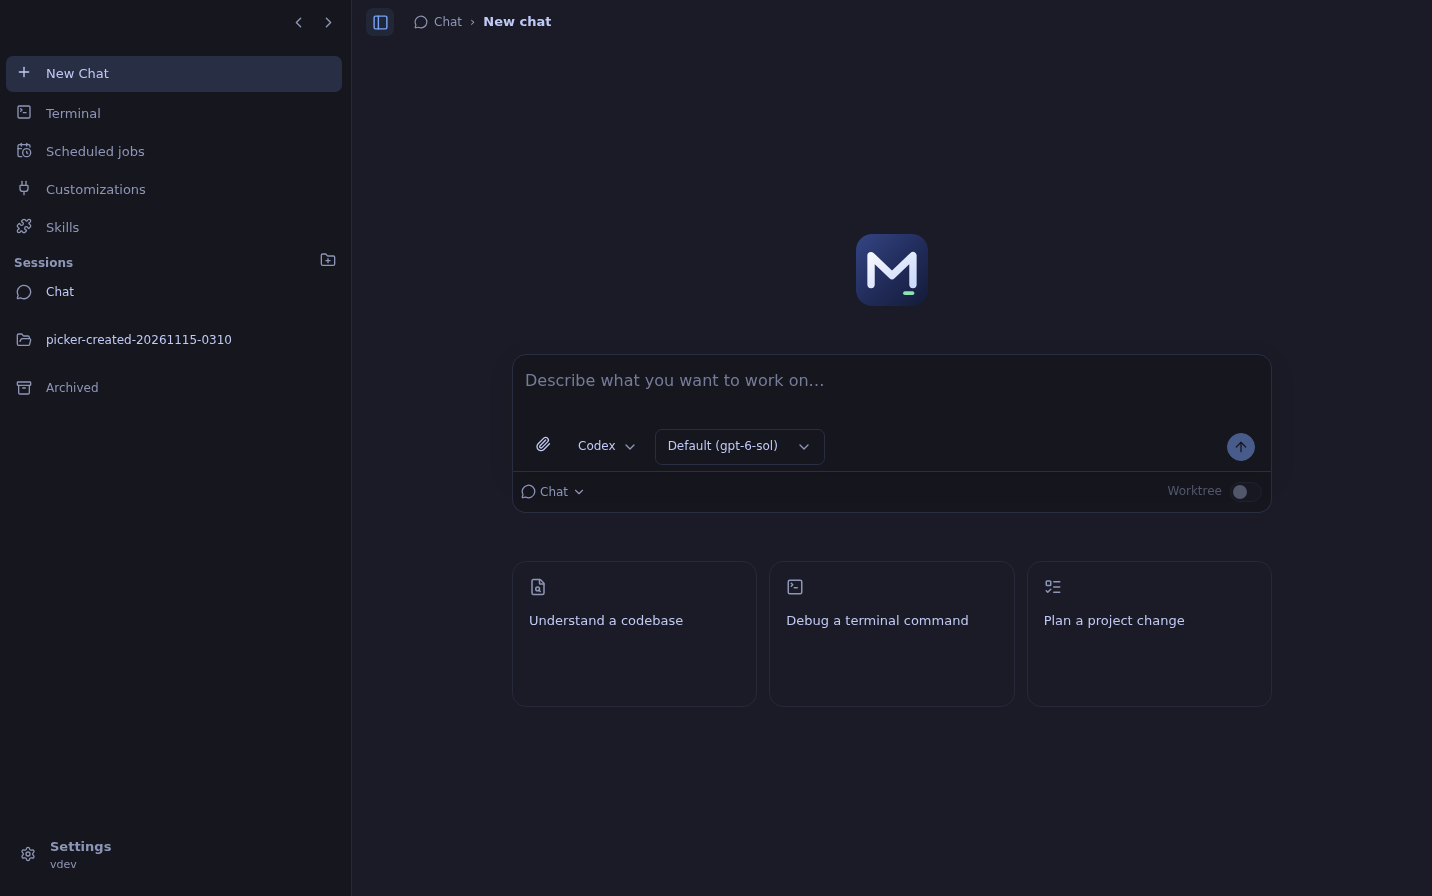 Chat › New chat
New Chat
Terminal
Scheduled jobs
Customizations
Skills
Sessions
Chat
picker-created-20261115-0310
Archived
Settings
vdev
M
Describe what you want to work on...
Codex
Default (gpt-6-sol)
Chat
Worktree
Understand a codebase
Debug a terminal command
Plan a project change